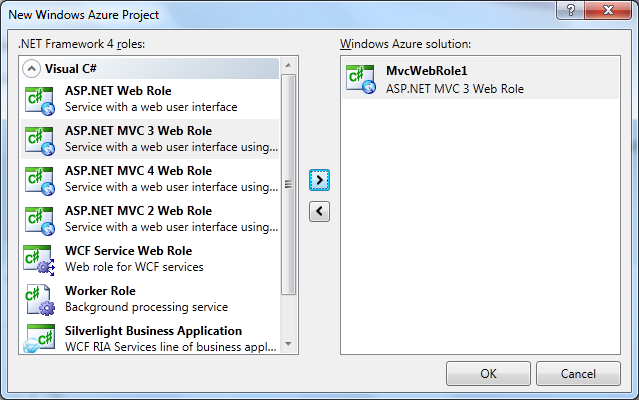 New Windows Azure Project
.NET Framework 4 roles:
Visual C#
ASP.NET Web Role
Service with a web user interface
ASP.NET MVC 3 Web Role
Service with a web user interface using...
ASP.NET MVC 4 Web Role
Service with a web user interface using...
ASP.NET MVC 2 Web Role
Service with a web user interface using...
WCF Service Web Role
Web role for WCF services
Worker Role
Background processing service
Silverlight Business Application
WCF RIA Services line of business appl...
>
<
Windows Azure solution:
MvcWebRole1
ASP.NET MVC 3 Web Role
OK
Cancel